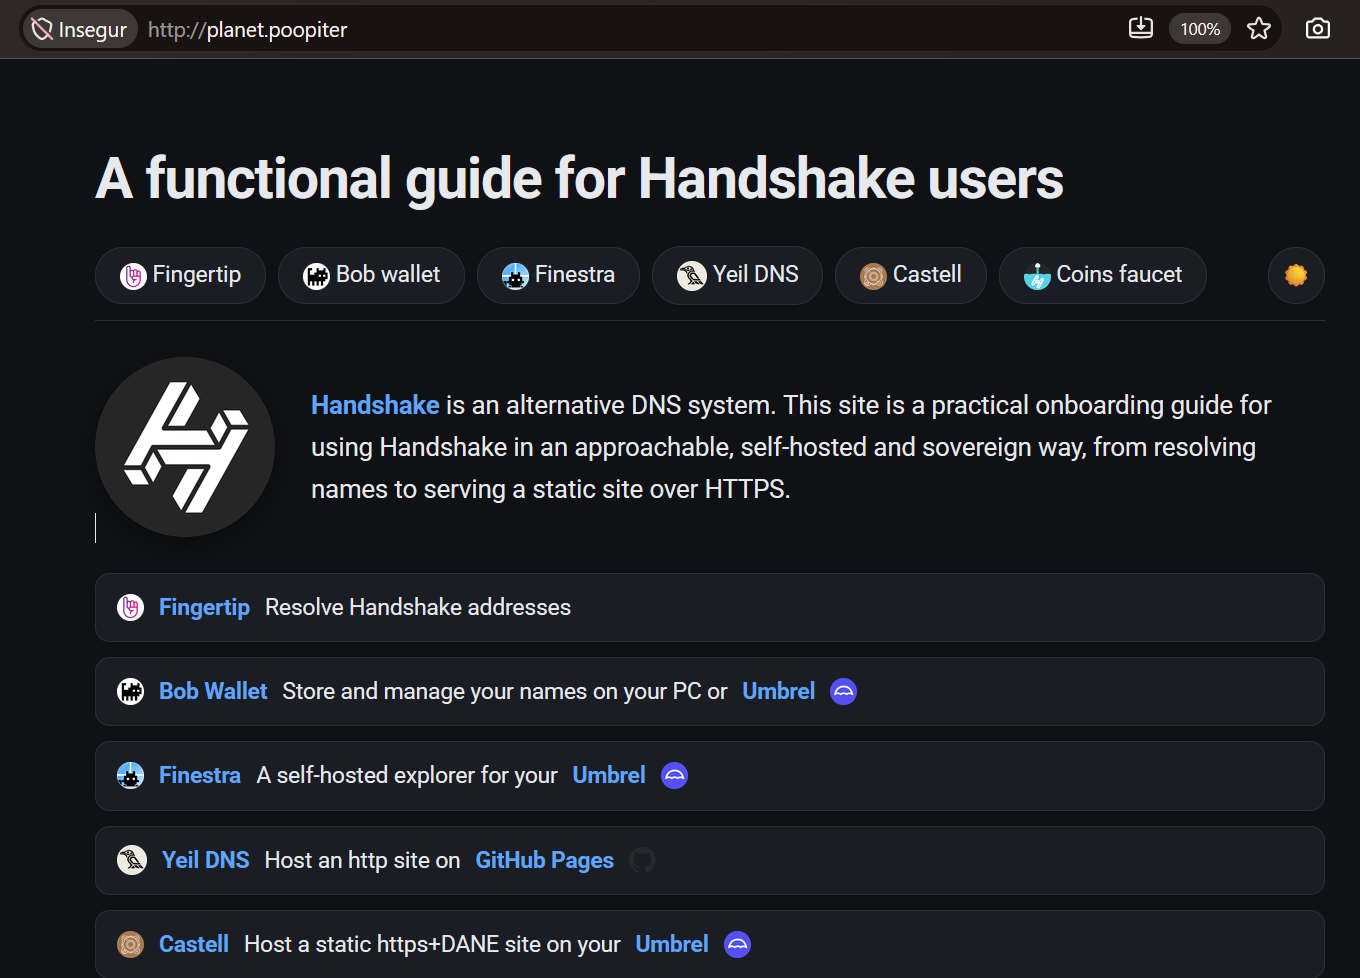 Insegur http://planet.poopiter 100%
A functional guide for Handshake users
Fingertip Bob wallet Finestra Yeil DNS Castell Coins faucet
Handshake is an alternative DNS system. This site is a practical onboarding guide for
using Handshake in an approachable, self-hosted and sovereign way, from resolving
names to serving a static site over HTTPS.
Fingertip Resolve Handshake addresses
Bob Wallet Store and manage your names on your PC or Umbrel
Finestra A self-hosted explorer for your Umbrel
Yeil DNS Host an http site on GitHub Pages
Castell Host a static https+DANE site on your Umbrel